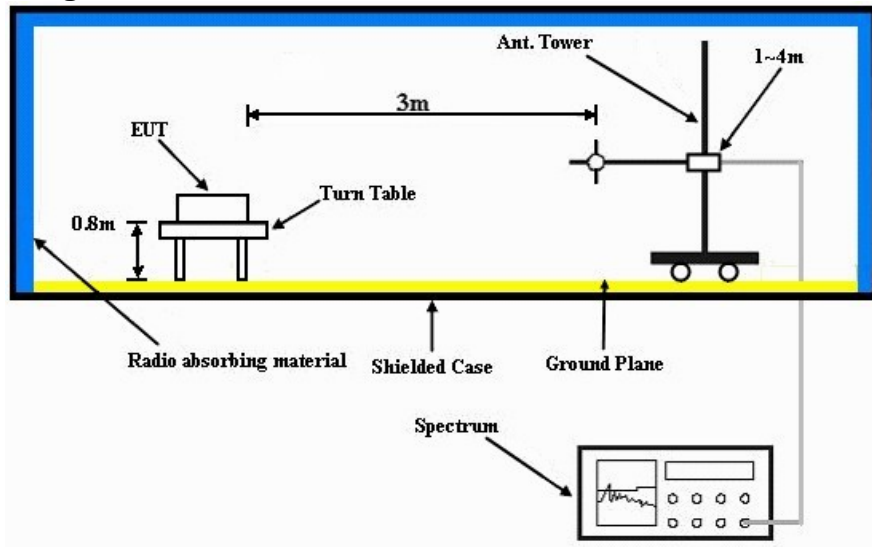 Ant. Tower
1~4m
3m
EUT
Turn Table
0.8m
Radio absorbing material
Shielded Case
Ground Plane
Spectrum